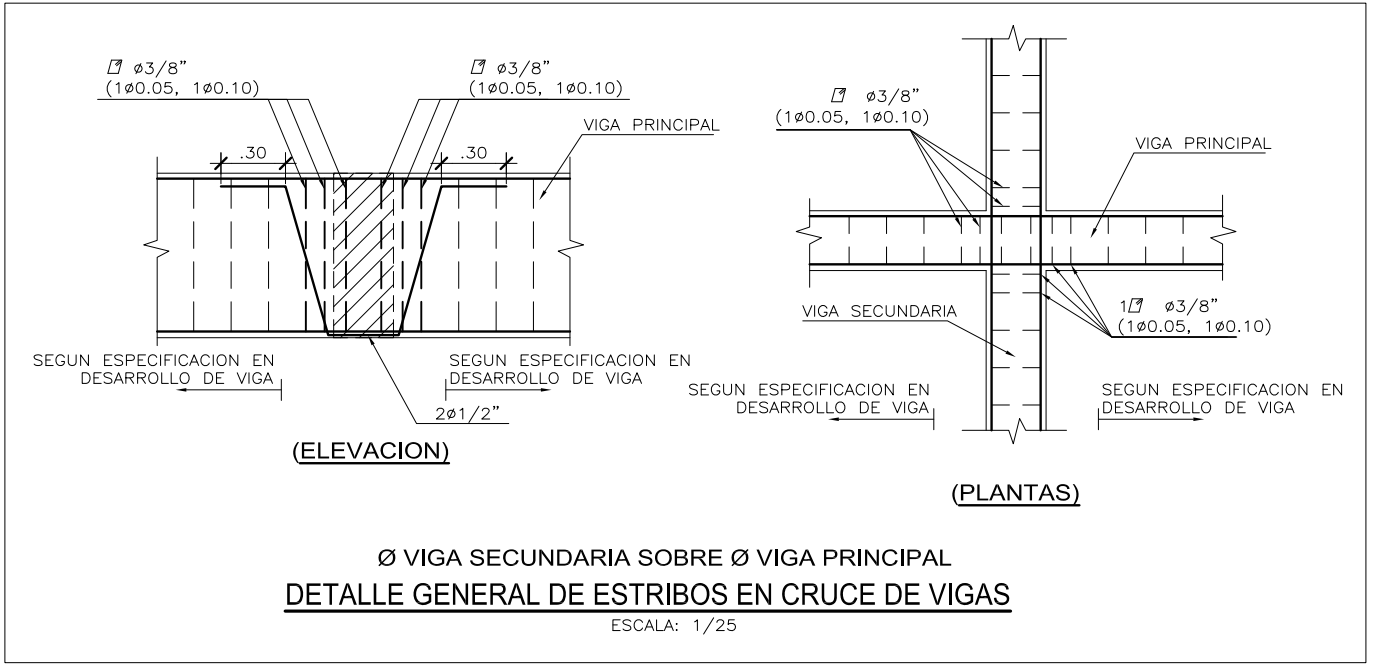 ø3/8"
(1ø0.05, 1ø0.10)
ø3/8"
(1ø0.05, 1ø0.10)
VIGA PRINCIPAL
.30
.30
SEGUN ESPECIFICACION EN
DESARROLLO DE VIGA
SEGUN ESPECIFICACION EN
DESARROLLO DE VIGA
2ø1/2"
(ELEVACION)
ø3/8"
(1ø0.05, 1ø0.10)
VIGA PRINCIPAL
VIGA SECUNDARIA
1 ø3/8"
(1ø0.05, 1ø0.10)
SEGUN ESPECIFICACION EN
DESARROLLO DE VIGA
SEGUN ESPECIFICACION EN
DESARROLLO DE VIGA
(PLANTAS)
Ø VIGA SECUNDARIA SOBRE Ø VIGA PRINCIPAL
DETALLE GENERAL DE ESTRIBOS EN CRUCE DE VIGAS
ESCALA: 1/25